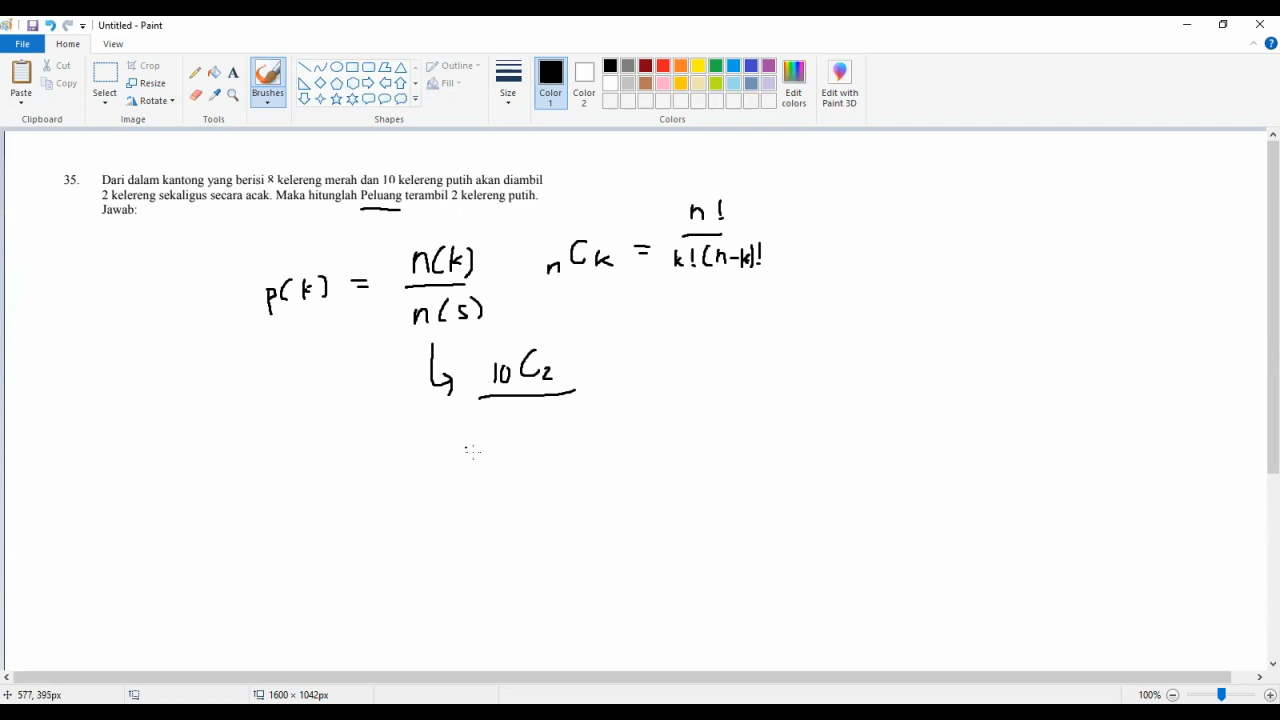 Untitled - Paint
File Home View
Paste
Cut
Copy
Select
Crop
Resize
Rotate
Brushes
Outline
Fill
Size
Color 1
Color 2
Edit colors
Edit with Paint 3D
Clipboard Image Tools Shapes Colors
35. Dari dalam kantong yang berisi 8 kelereng merah dan 10 kelereng putih akan diambil
2 kelereng sekaligus secara acak. Maka hitunglah Peluang terambil 2 kelereng putih.
Jawab:
p(k) = n(k) / n(s)
nCk = n! / k!(n-k)!
10C2
577, 395px 1600 × 1042px 100%